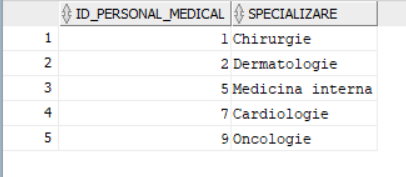 ID_PERSONAL_MEDICAL SPECIALIZARE
1 1 Chirurgie
2 2 Dermatologie
3 5 Medicina interna
4 7 Cardiologie
5 9 Oncologie